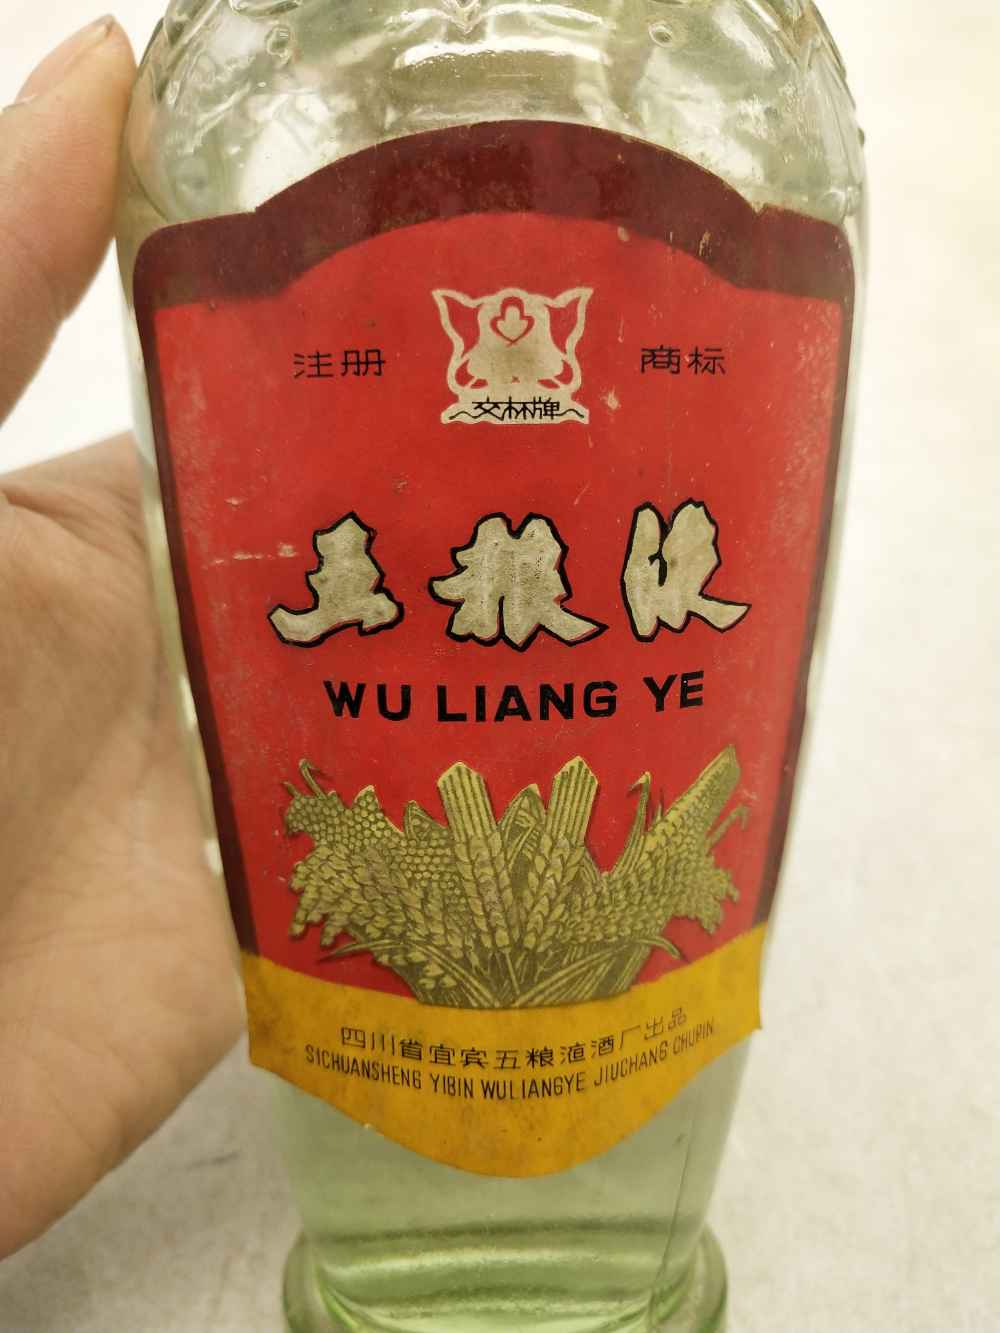 注册 商标
交杯牌
五粮液
WU LIANG YE
四川省宜宾五粮液酒厂出品
SICHUANSHENG YIBIN WULIANGYE JIUCHANG CHUPIN